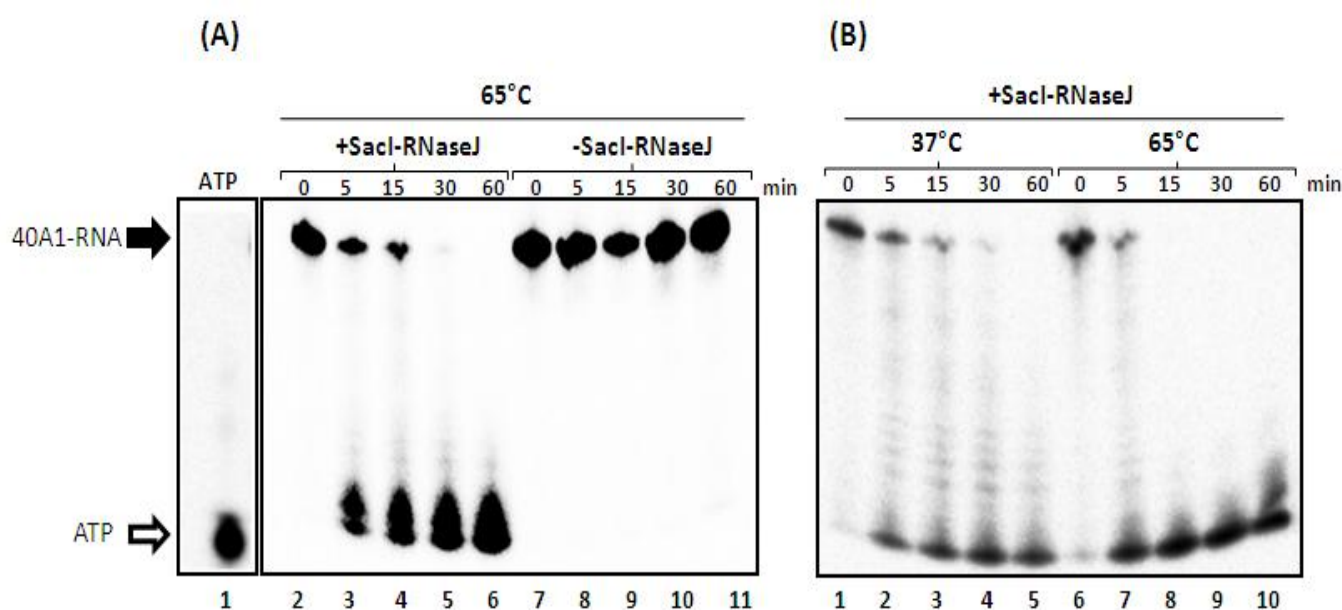 (A) (B)
65°C +SacI-RNaseJ
+SacI-RNaseJ -SacI-RNaseJ 37°C 65°C
ATP 0 5 15 30 60 0 5 15 30 60 min 0 5 15 30 60 0 5 15 30 60 min
40A1-RNA
ATP
1 2 3 4 5 6 7 8 9 10 11 1 2 3 4 5 6 7 8 9 10